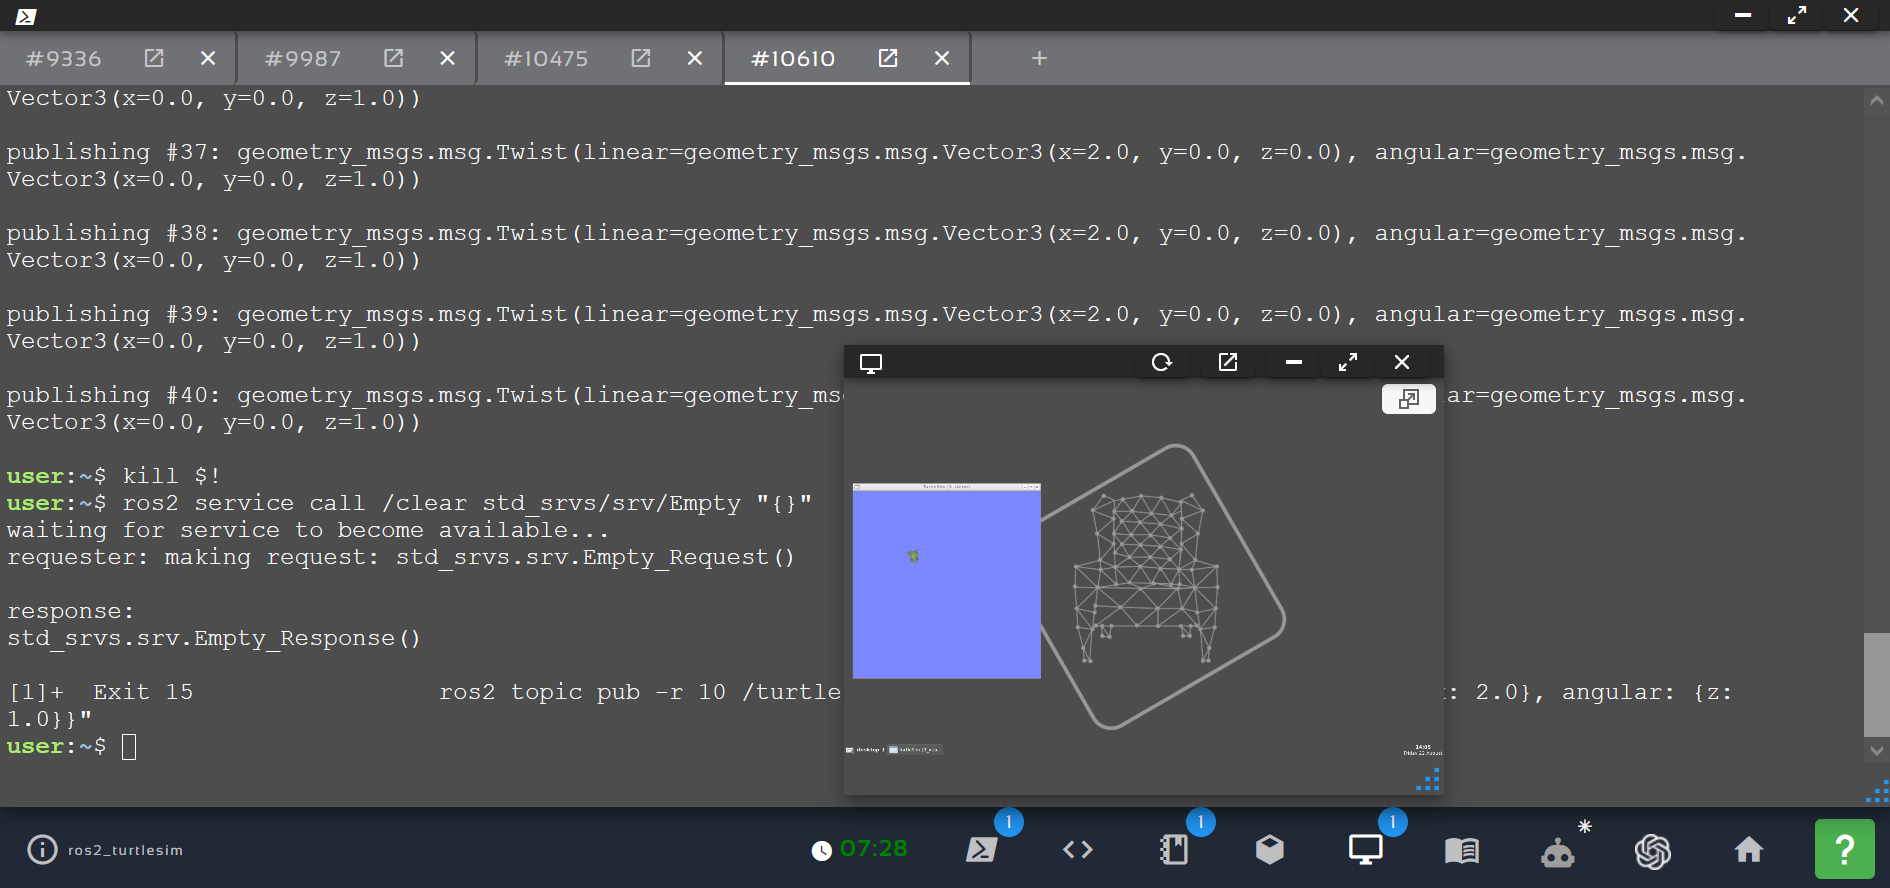 #9336 #9987 #10475 #10610 +
Vector3(x=0.0, y=0.0, z=1.0))
publishing #37: geometry_msgs.msg.Twist(linear=geometry_msgs.msg.Vector3(x=2.0, y=0.0, z=0.0), angular=geometry_msgs.msg.
Vector3(x=0.0, y=0.0, z=1.0))
publishing #38: geometry_msgs.msg.Twist(linear=geometry_msgs.msg.Vector3(x=2.0, y=0.0, z=0.0), angular=geometry_msgs.msg.
Vector3(x=0.0, y=0.0, z=1.0))
publishing #39: geometry_msgs.msg.Twist(linear=geometry_msgs.msg.Vector3(x=2.0, y=0.0, z=0.0), angular=geometry_msgs.msg.
Vector3(x=0.0, y=0.0, z=1.0))
publishing #40: geometry_msgs.msg.Twist(linear=geometry_ms ar=geometry_msgs.msg.
Vector3(x=0.0, y=0.0, z=1.0))
user:~$ kill $!
user:~$ ros2 service call /clear std_srvs/srv/Empty "{}"
waiting for service to become available...
requester: making request: std_srvs.srv.Empty_Request()
response:
std_srvs.srv.Empty_Response()
[1]+  Exit 15                 ros2 topic pub -r 10 /turtle : 2.0}, angular: {z:
1.0}}"
user:~$
desktop 1
14:05
Friday 22 August
ros2_turtlesim
07:28
1
1
1
?